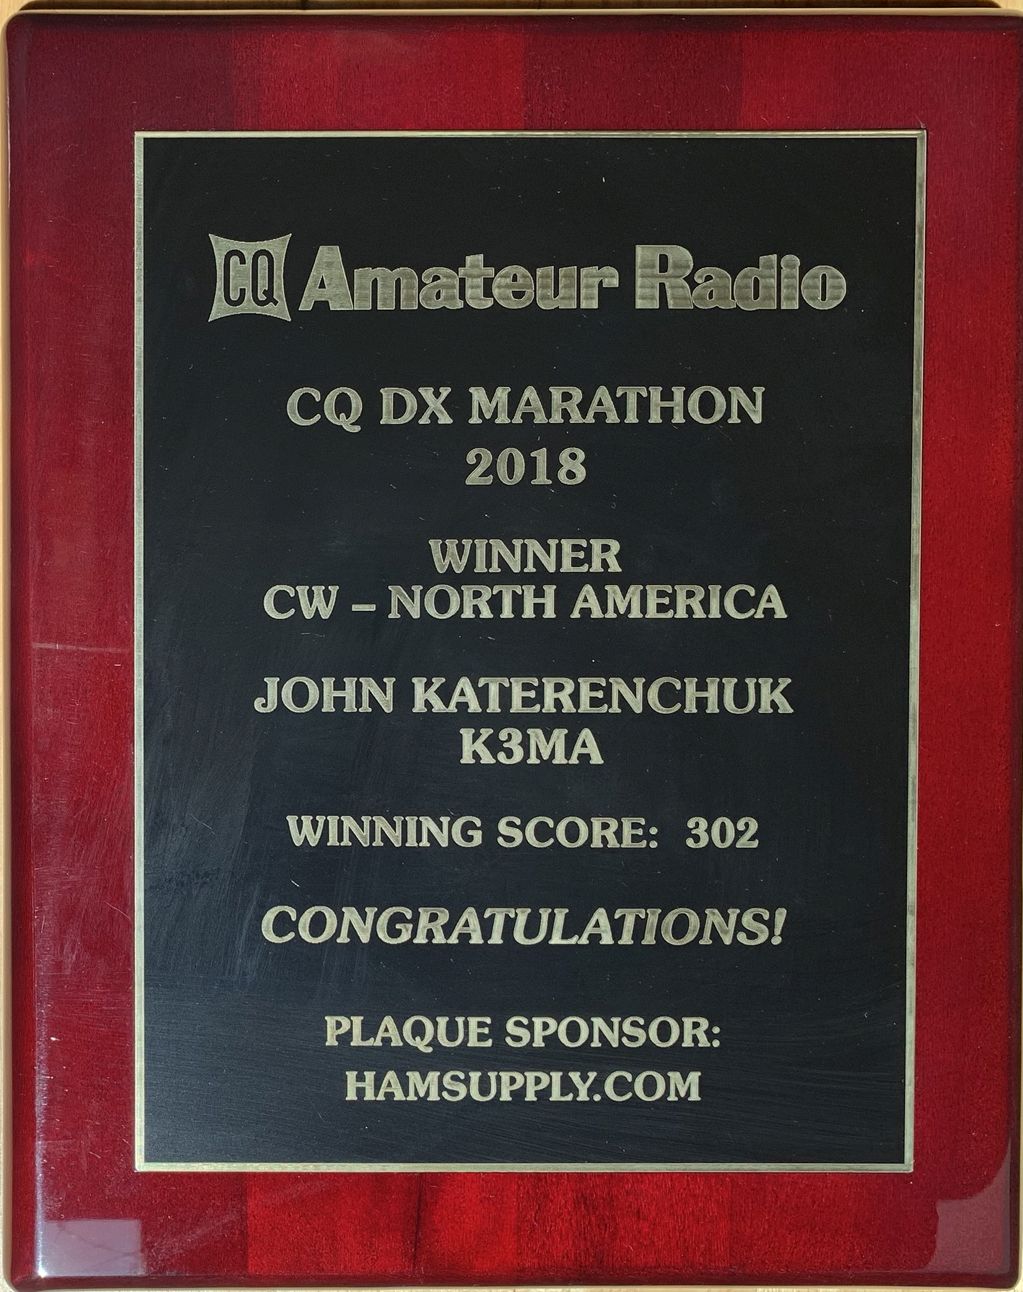 CQ Amateur Radio
CQ DX MARATHON
2018
WINNER
CW – NORTH AMERICA
JOHN KATERENCHUK
K3MA
WINNING SCORE: 302
CONGRATULATIONS!
PLAQUE SPONSOR:
HAMSUPPLY.COM